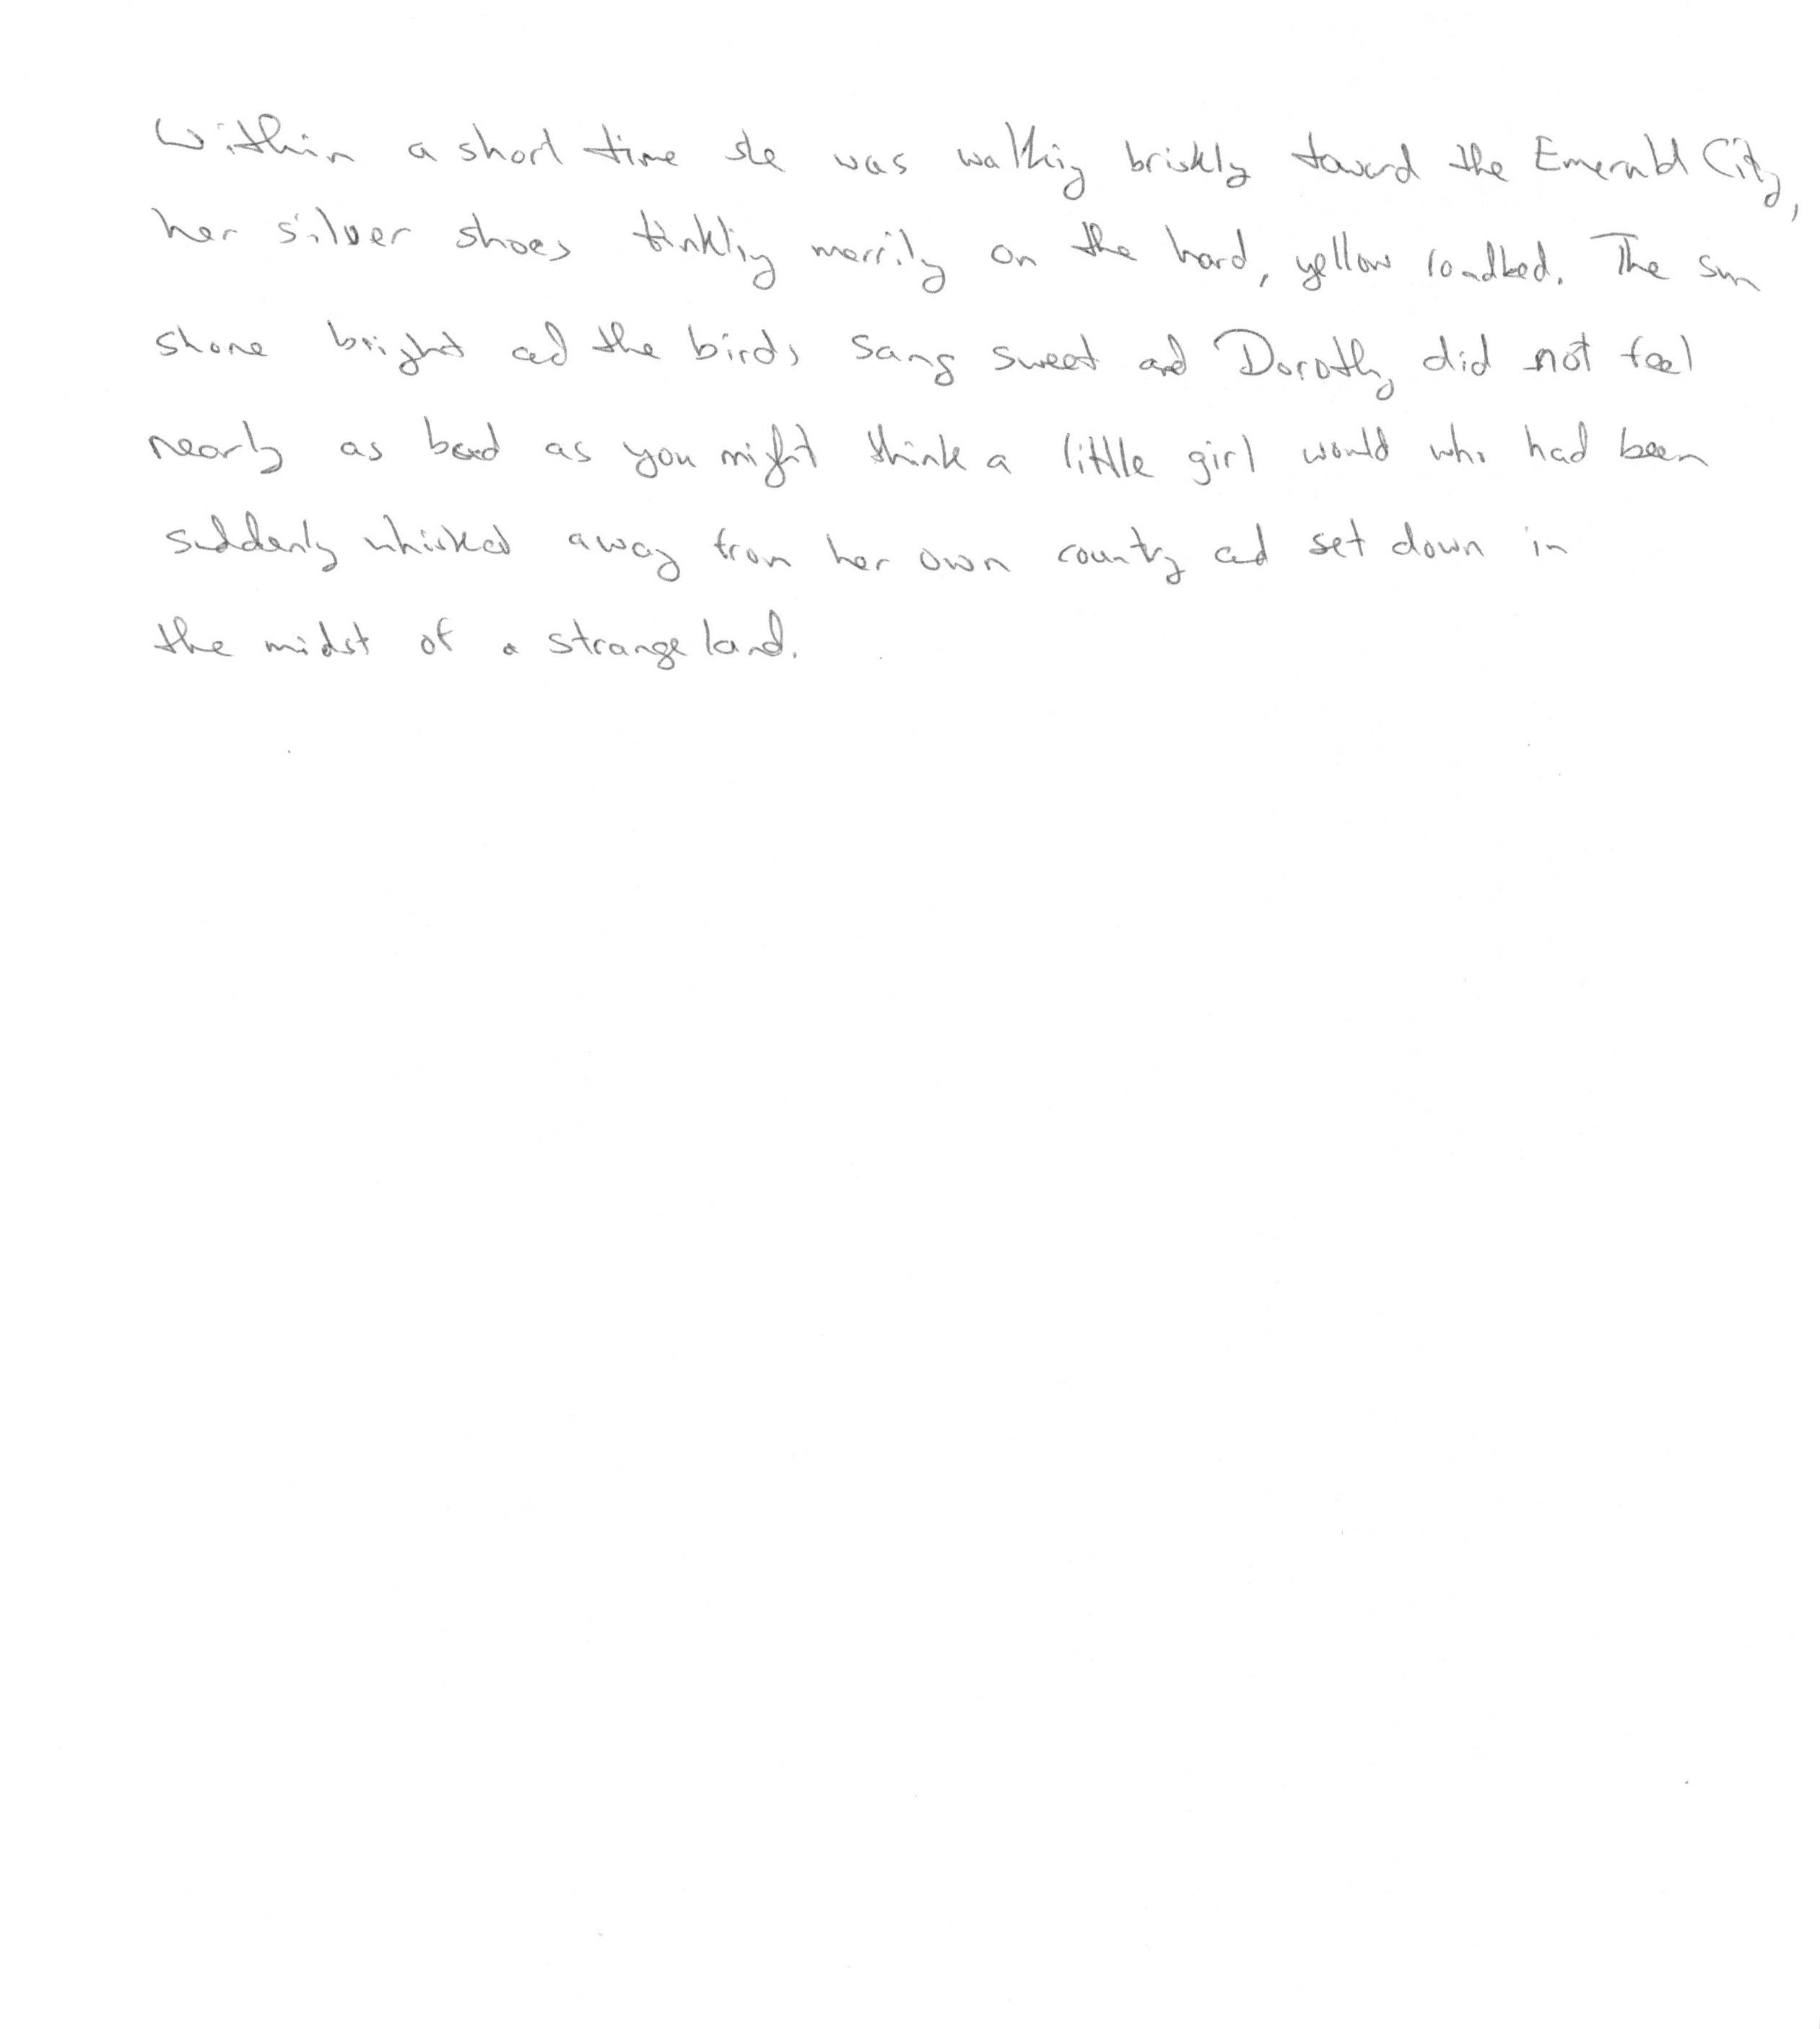 Within a short time she was walking briskly toward the Emerald City,
her silver shoes tinkling merrily on the hard, yellow roadbed. The sun
shone bright and the birds sang sweet and Dorothy did not feel
nearly as bad as you might think a little girl would who had been
suddenly whisked away from her own country and set down in
the midst of a strange land.